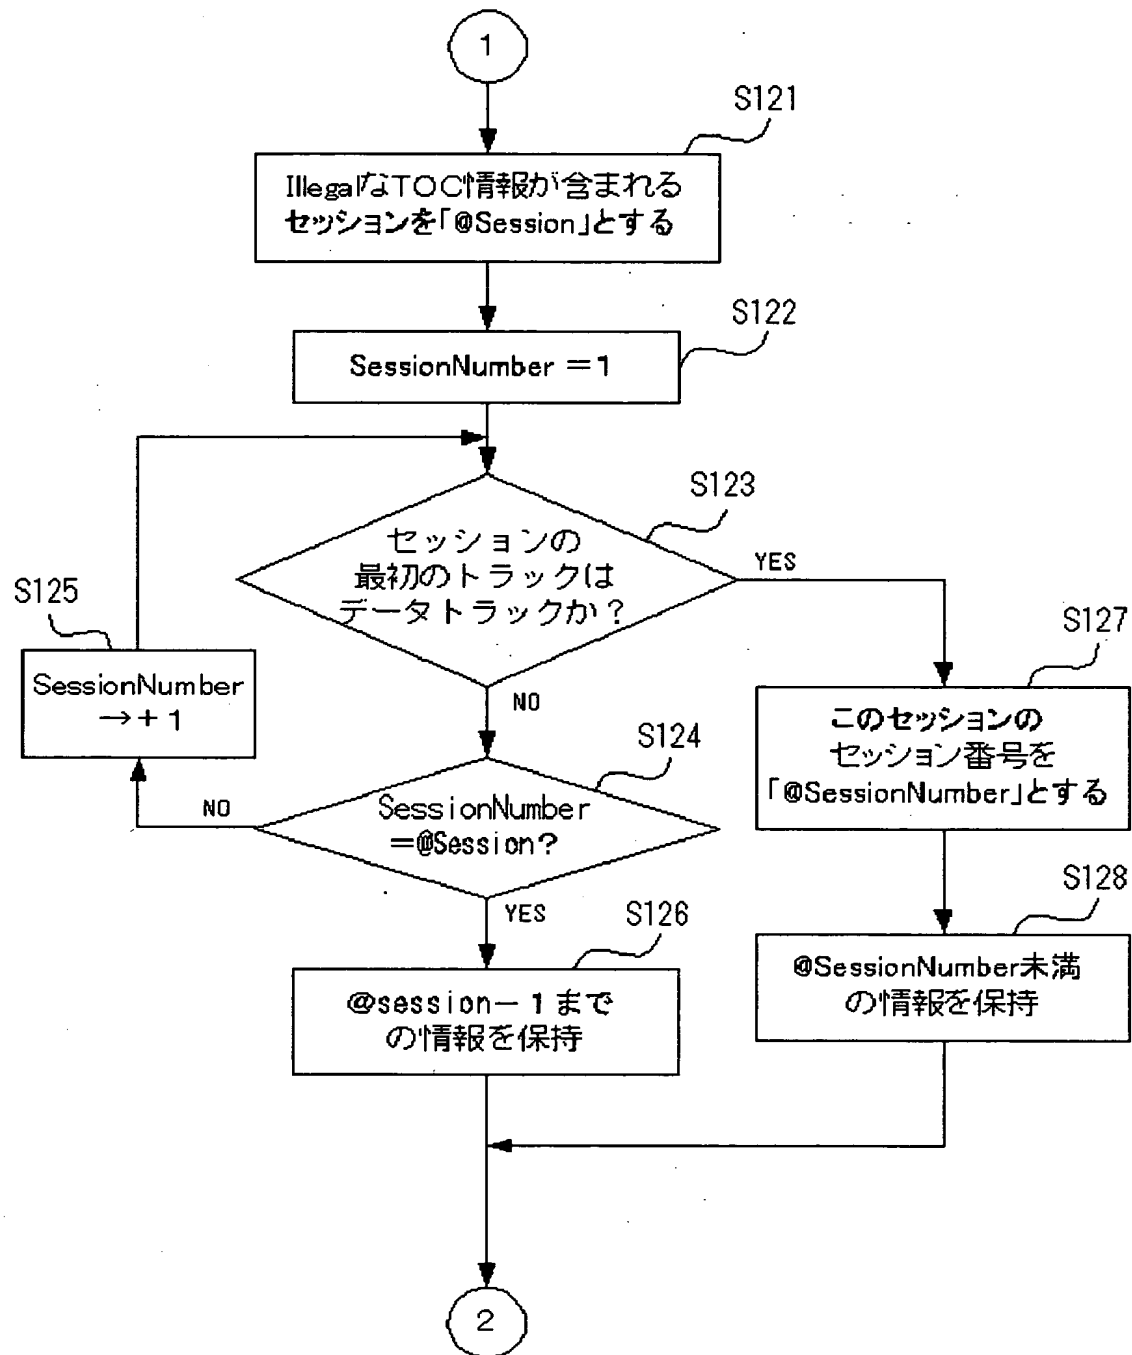 1
S121
IllegalなTOC情報が含まれる
セッションを「@Session」とする
S122
SessionNumber =1
S123
セッションの
最初のトラックは
データトラックか?
YES
NO
S125
SessionNumber
→+1
S124
SessionNumber
=@Session?
NO
YES
S127
このセッションの
セッション番号を
「@SessionNumber」とする
S126
@session-1まで
の情報を保持
S128
@SessionNumber未満
の情報を保持
2